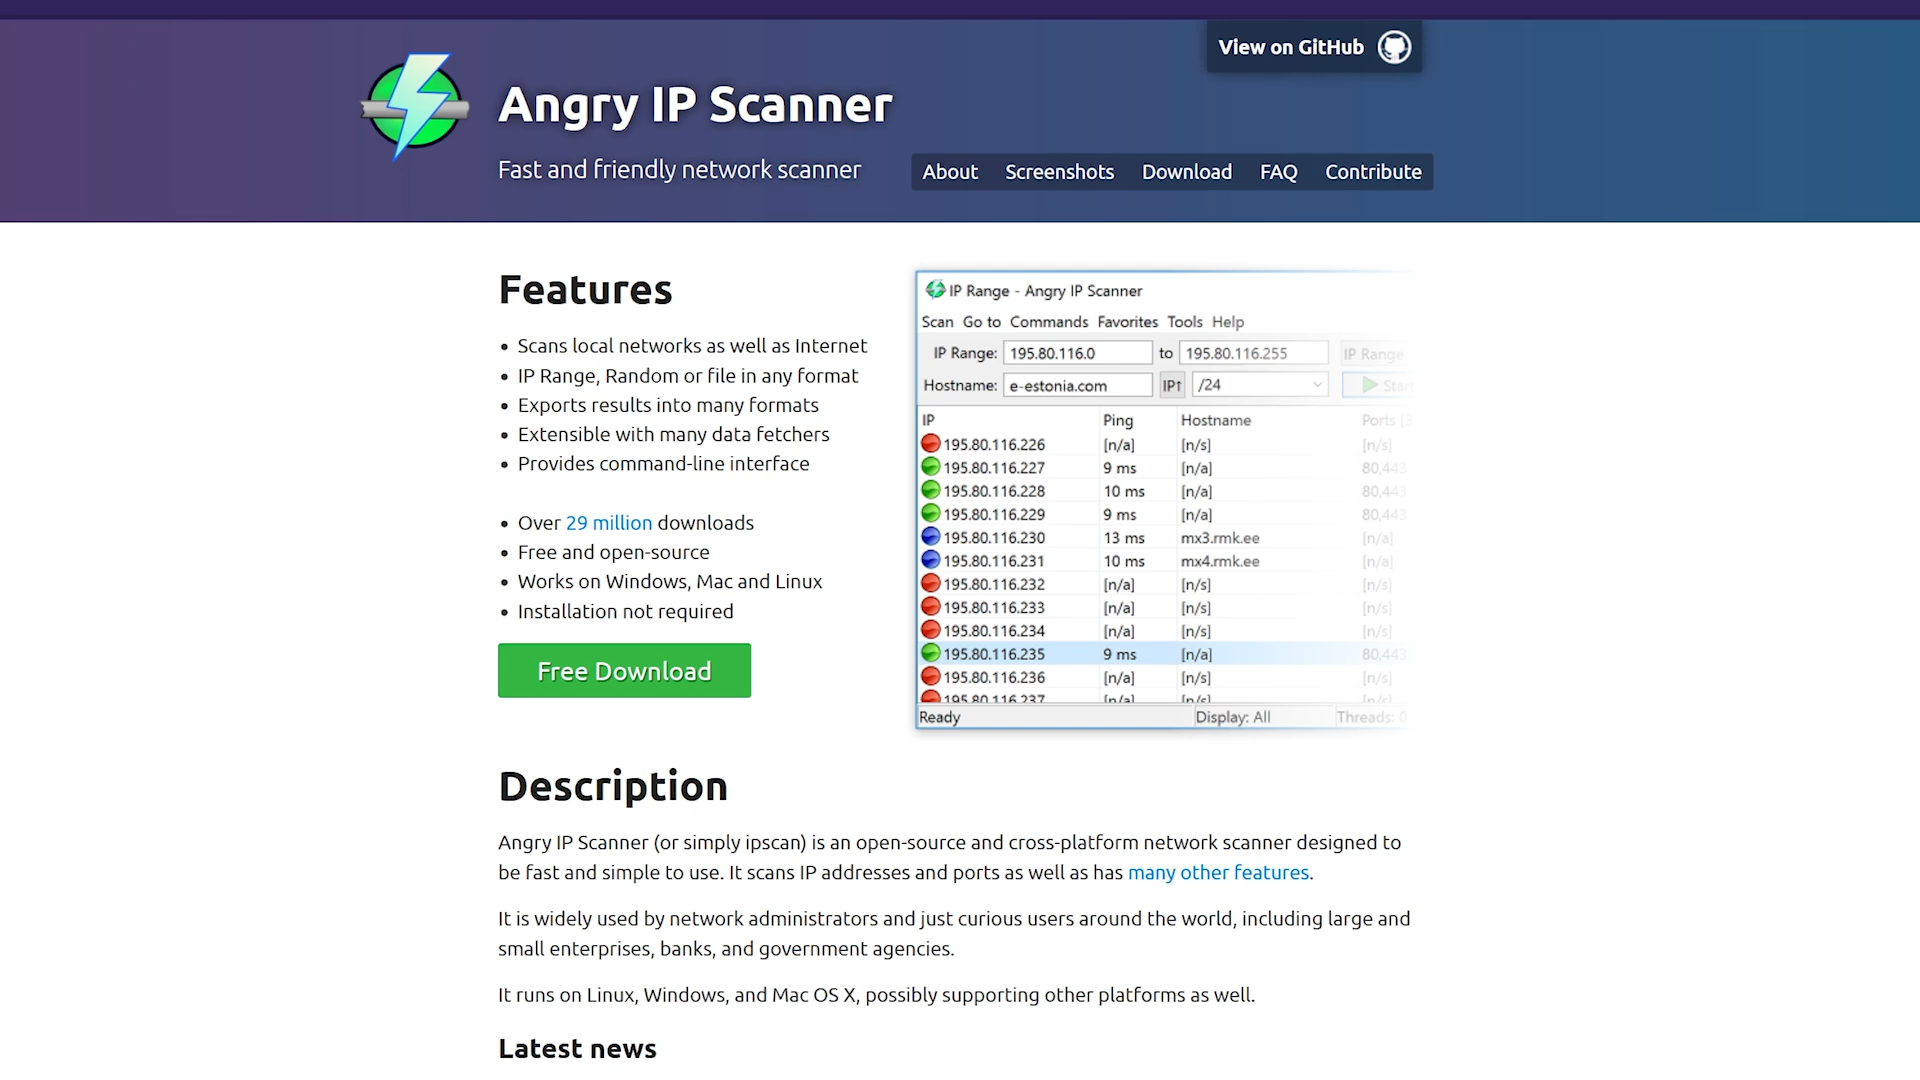 View on GitHub
Angry IP Scanner
Fast and friendly network scanner
About Screenshots Download FAQ Contribute
Features
• Scans local networks as well as Internet
• IP Range, Random or file in any format
• Exports results into many formats
• Extensible with many data fetchers
• Provides command-line interface
• Over 29 million downloads
• Free and open-source
• Works on Windows, Mac and Linux
• Installation not required
Free Download
IP Range - Angry IP Scanner
Scan Go to Commands Favorites Tools Help
IP Range: 195.80.116.0 to 195.80.116.255 IP Range
Hostname: e-estonia.com IP↑ /24 Start
IP Ping Hostname Ports [3
195.80.116.226 [n/a] [n/s] [n/s]
195.80.116.227 9 ms [n/a] 80,443
195.80.116.228 10 ms [n/a] 80,443
195.80.116.229 9 ms [n/a] 80,443
195.80.116.230 13 ms mx3.rmk.ee [n/a]
195.80.116.231 10 ms mx4.rmk.ee [n/a]
195.80.116.232 [n/a] [n/s] [n/s]
195.80.116.233 [n/a] [n/s] [n/s]
195.80.116.234 [n/a] [n/s] [n/s]
195.80.116.235 9 ms [n/a] 80,443
195.80.116.236 [n/a] [n/s] [n/s]
195.80.116.237 [n/a] [n/s] [n/s]
Ready Display: All Threads: 0
Description
Angry IP Scanner (or simply ipscan) is an open-source and cross-platform network scanner designed to
be fast and simple to use. It scans IP addresses and ports as well as has many other features.
It is widely used by network administrators and just curious users around the world, including large and
small enterprises, banks, and government agencies.
It runs on Linux, Windows, and Mac OS X, possibly supporting other platforms as well.
Latest news